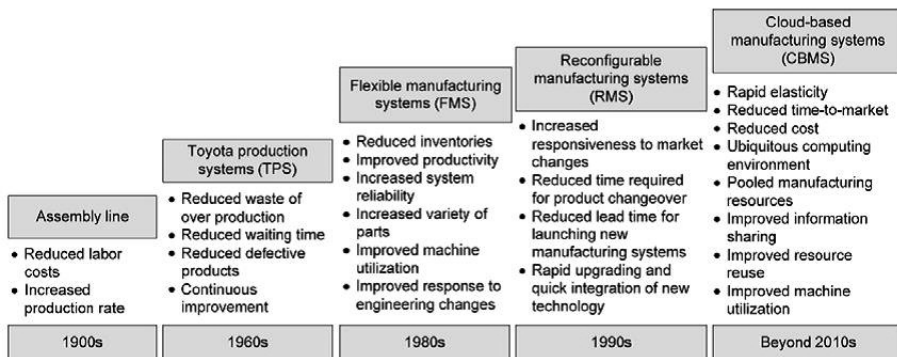 Assembly line
• Reduced labor
costs
• Increased
production rate
1900s
Toyota production
systems (TPS)
• Reduced waste of
over production
• Reduced waiting time
• Reduced defective
products
• Continuous
improvement
1960s
Flexible manufacturing
systems (FMS)
• Reduced inventories
• Improved productivity
• Increased system
reliability
• Increased variety of
parts
• Improved machine
utilization
• Improved response to
engineering changes
1980s
Reconfigurable
manufacturing systems
(RMS)
• Increased
responsiveness to market
changes
• Reduced time required
for product changeover
• Reduced lead time for
launching new
manufacturing systems
• Rapid upgrading and
quick integration of new
technology
1990s
Cloud-based
manufacturing systems
(CBMS)
• Rapid elasticity
• Reduced time-to-market
• Reduced cost
• Ubiquitous computing
environment
• Pooled manufacturing
resources
• Improved information
sharing
• Improved resource
reuse
• Improved machine
utilization
Beyond 2010s